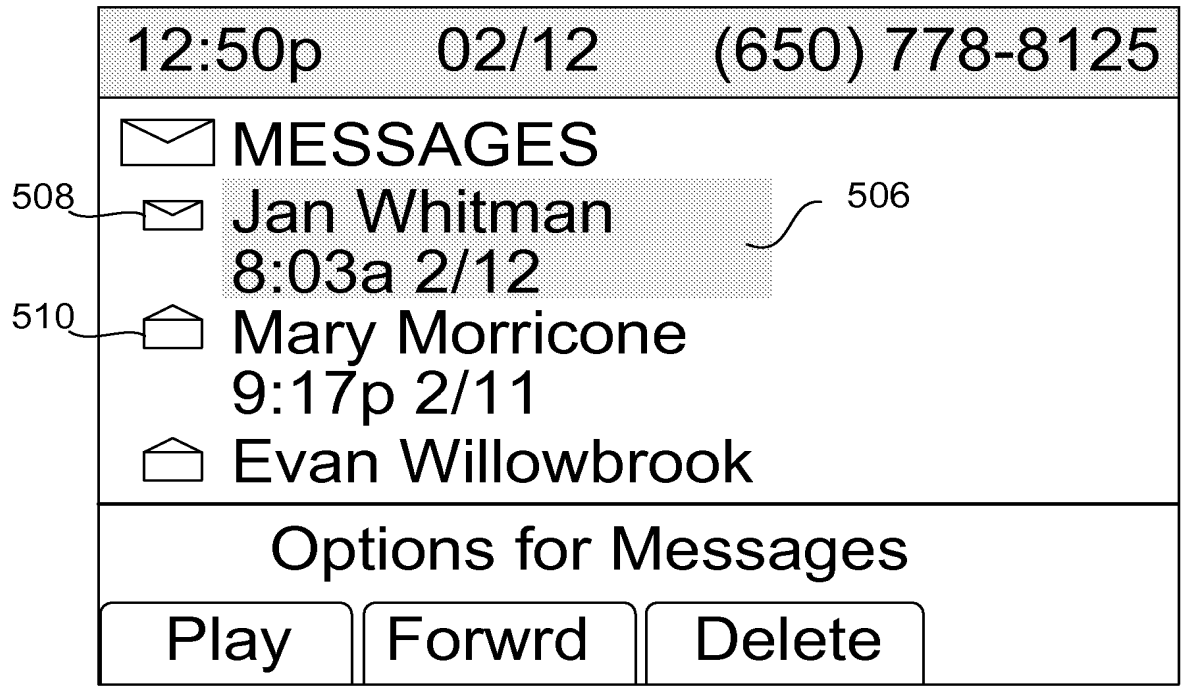 12:50p 02/12 (650) 778-8125
MESSAGES
508 Jan Whitman 506
8:03a 2/12
510 Mary Morricone
9:17p 2/11
Evan Willowbrook
Options for Messages
Play Forwrd Delete